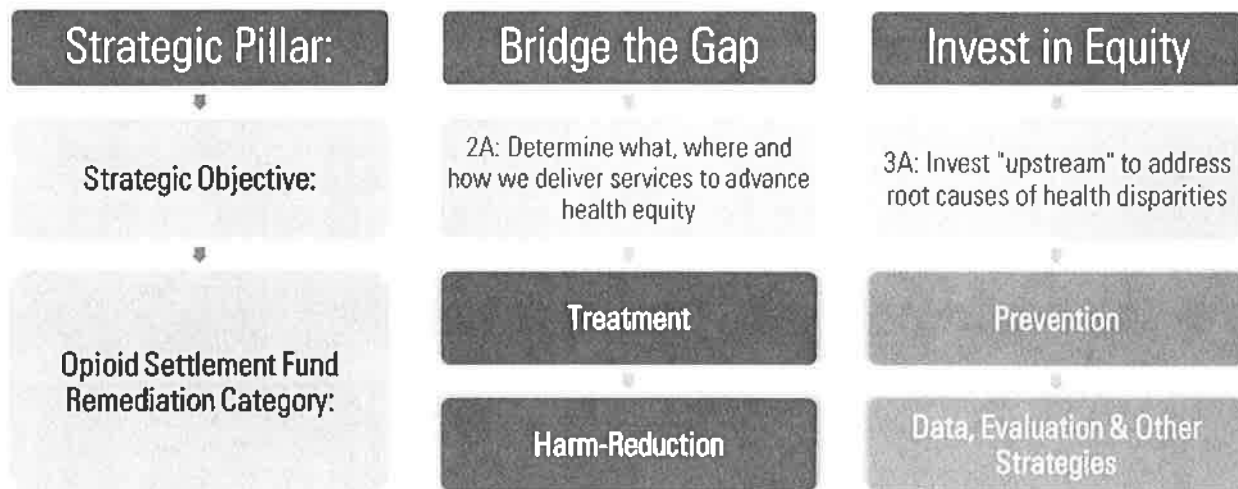 Strategic Pillar:
Bridge the Gap
Invest in Equity
Strategic Objective:
2A: Determine what, where and
how we deliver services to advance
health equity
3A: Invest "upstream" to address
root causes of health disparities
Opioid Settlement Fund
Remediation Category:
Treatment
Prevention
Harm-Reduction
Data, Evaluation & Other
Strategies